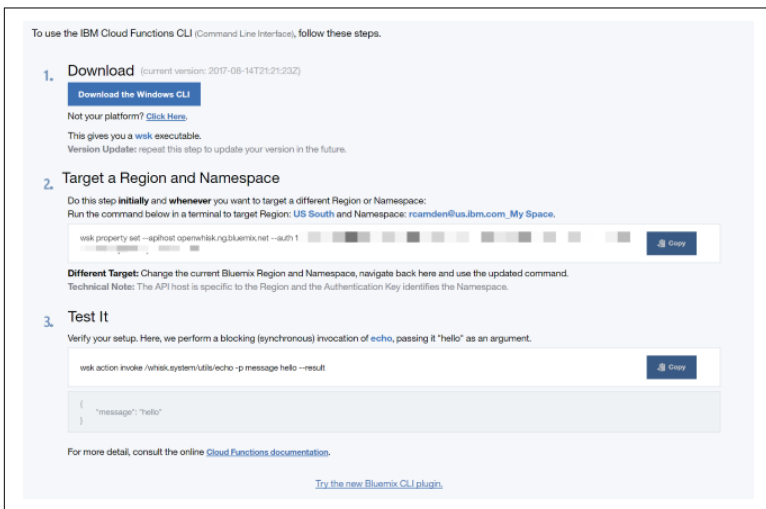 To use the IBM Cloud Functions CLI (Command Line Interface), follow these steps.
1. Download (current version: 2017-08-14T21:21:23Z)
Download the Windows CLI
Not your platform? Click Here.
This gives you a wsk executable.
Version Update: repeat this step to update your version in the future.
2. Target a Region and Namespace
Do this step initially and whenever you want to target a different Region or Namespace:
Run the command below in a terminal to target Region: US South and Namespace: rcamden@us.ibm.com_My Space.
wsk property set --apihost openwhisk.ng.bluemix.net --auth 1
Copy
Different Target: Change the current Bluemix Region and Namespace, navigate back here and use the updated command.
Technical Note: The API host is specific to the Region and the Authentication Key identifies the Namespace.
3. Test It
Verify your setup. Here, we perform a blocking (synchronous) invocation of echo, passing it "hello" as an argument.
wsk action invoke /whisk.system/utils/echo -p message hello --result
Copy
{
"message": "hello"
}
For more detail, consult the online Cloud Functions documentation.
Try the new Bluemix CLI plugin.